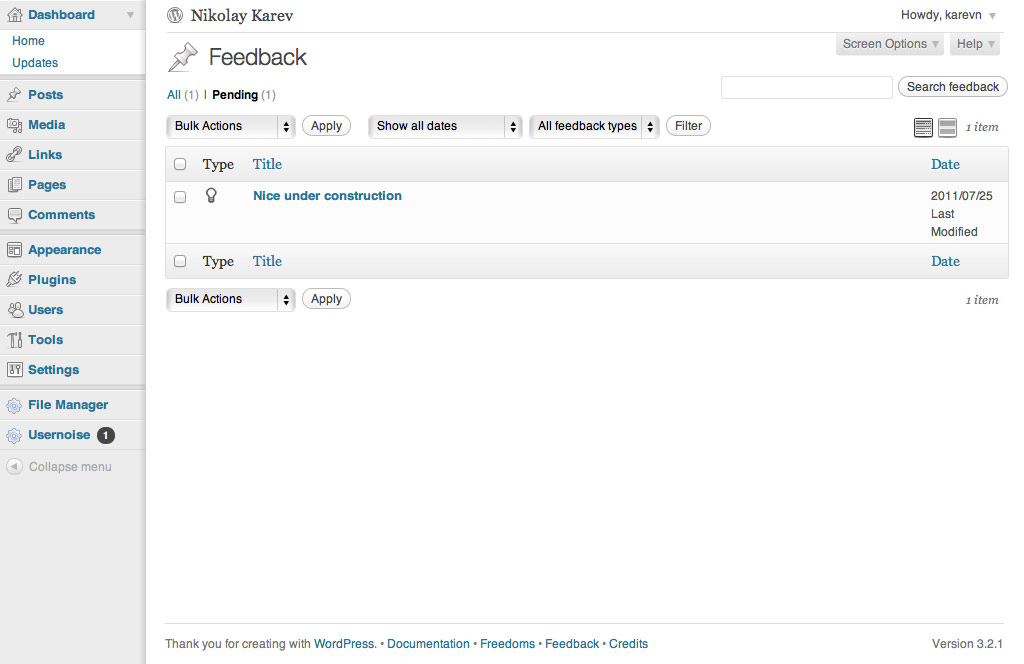 Dashboard
Home
Updates
Posts
Media
Links
Pages
Comments
Appearance
Plugins
Users
Tools
Settings
File Manager
Usernoise 1
Collapse menu
Nikolay Karev
Howdy, karevn
Screen Options
Help
Feedback
All (1) | Pending (1)
Search feedback
Bulk Actions Apply Show all dates All feedback types Filter 1 item
Type Title Date
Nice under construction 2011/07/25
Last
Modified
Type Title Date
Bulk Actions Apply 1 item
Thank you for creating with WordPress. • Documentation • Freedoms • Feedback • Credits Version 3.2.1